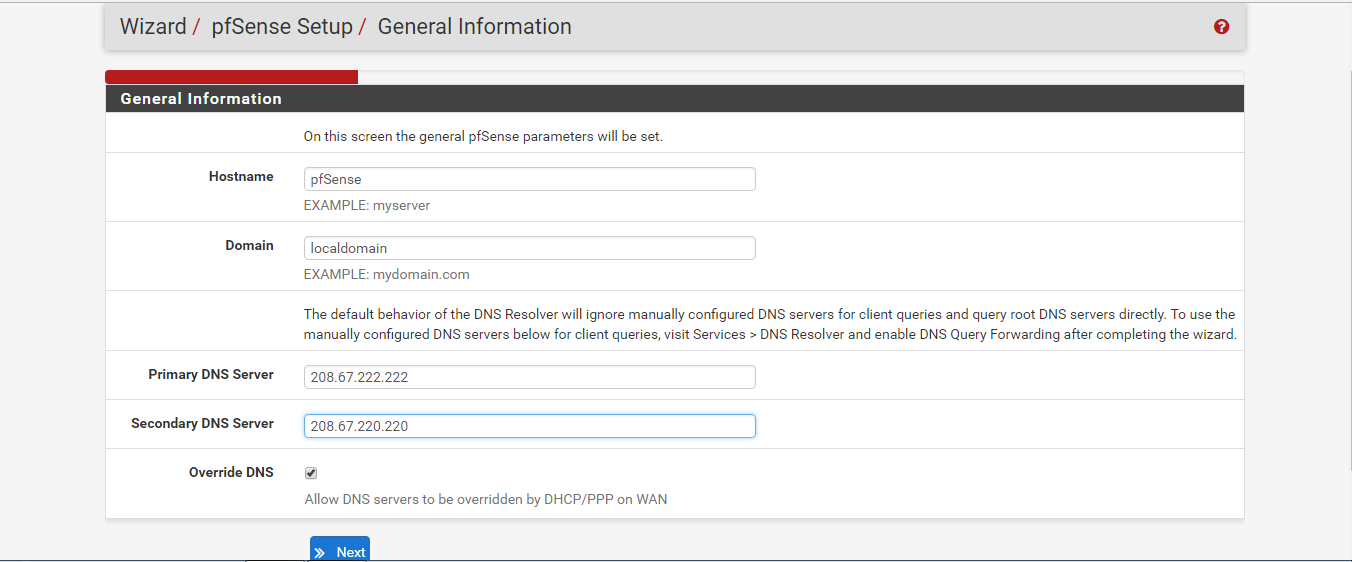 Wizard / pfSense Setup / General Information
General Information
On this screen the general pfSense parameters will be set.
Hostname
pfSense
EXAMPLE: myserver
Domain
localdomain
EXAMPLE: mydomain.com
The default behavior of the DNS Resolver will ignore manually configured DNS servers for client queries and query root DNS servers directly. To use the
manually configured DNS servers below for client queries, visit Services > DNS Resolver and enable DNS Query Forwarding after completing the wizard.
Primary DNS Server
208.67.222.222
Secondary DNS Server
208.67.220.220
Override DNS
Allow DNS servers to be overridden by DHCP/PPP on WAN
Next